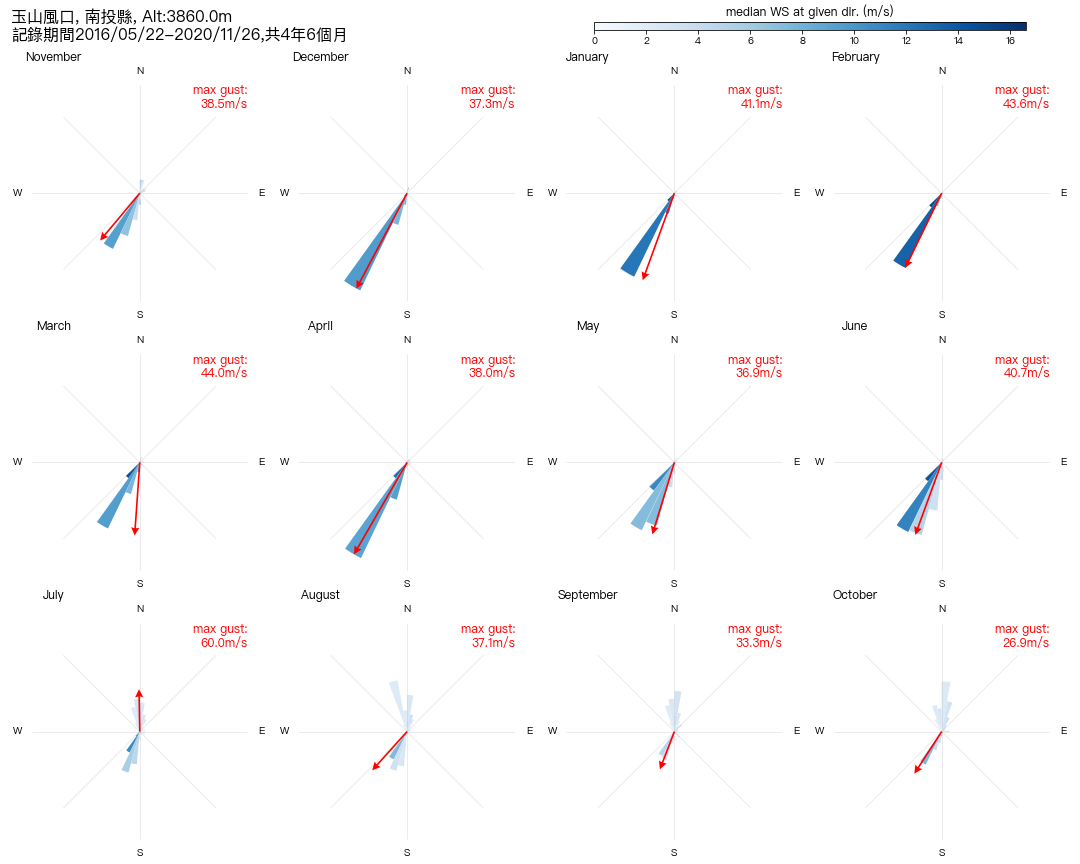 玉山風口, 南投縣, Alt:3860.0m
記錄期間2016/05/22-2020/11/26,共4年6個月
median WS at given dir. (m/s)
0 2 4 6 8 10 12 14 16
November December January February
N N N N
max gust: max gust: max gust: max gust:
38.5m/s 37.3m/s 41.1m/s 43.6m/s
W E W E W E W E
S S S S
March April May June
N N N N
max gust: max gust: max gust: max gust:
44.0m/s 38.0m/s 36.9m/s 40.7m/s
W E W E W E W E
S S S S
July August September October
N N N N
max gust: max gust: max gust: max gust:
60.0m/s 37.1m/s 33.3m/s 26.9m/s
W E W E W E W E
S S S S